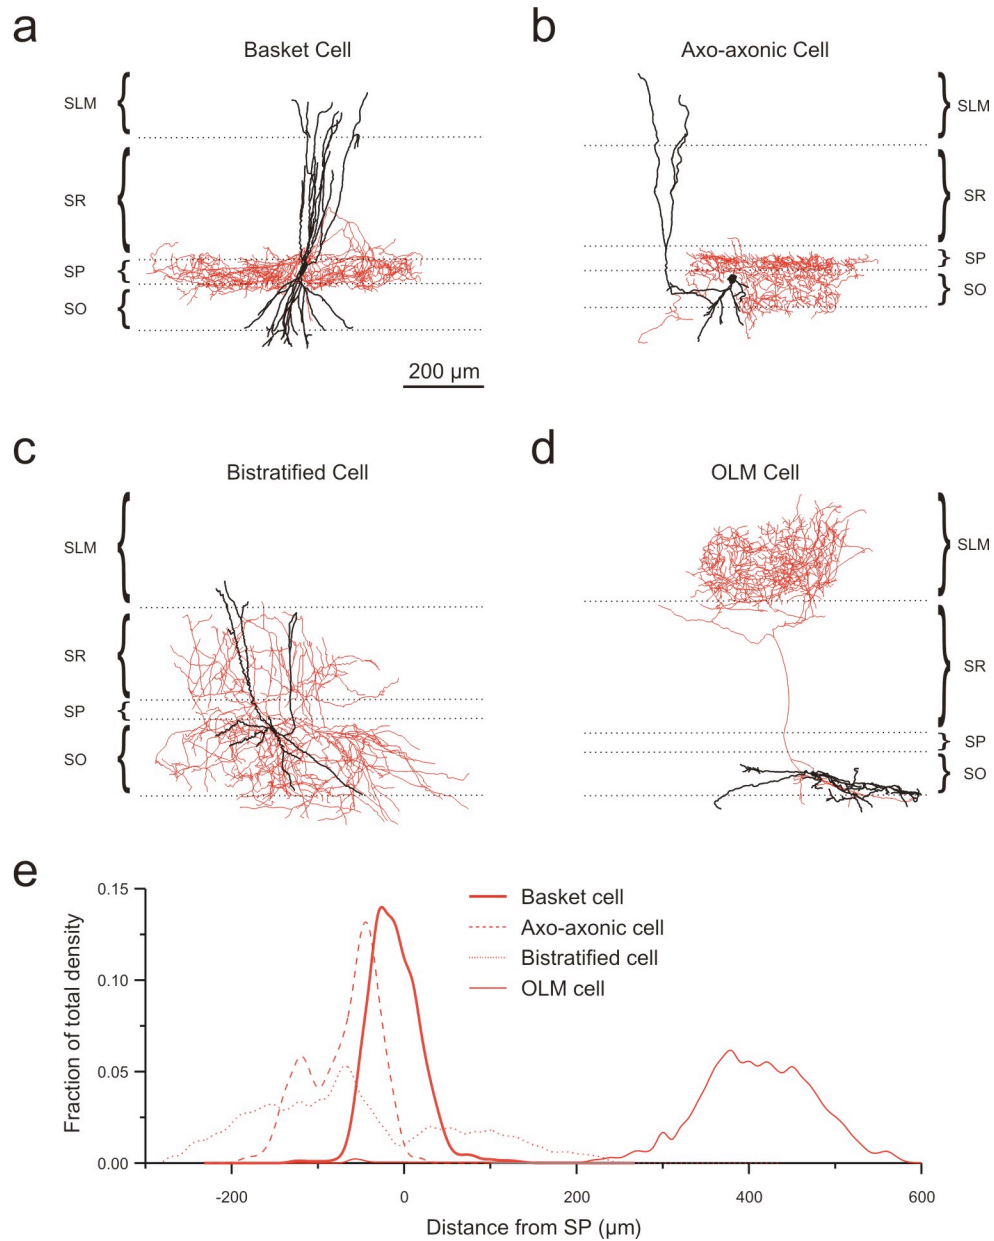 a
Basket Cell
SLM
SR
SP
SO
200 µm
b
Axo-axonic Cell
SLM
SR
SP
SO
c
Bistratified Cell
SLM
SR
SP
SO
d
OLM Cell
SLM
SR
SP
SO
e
Fraction of total density
0.15
0.10
0.05
0.00
Basket cell
Axo-axonic cell
Bistratified cell
OLM cell
-200 0 200 400 600
Distance from SP (µm)